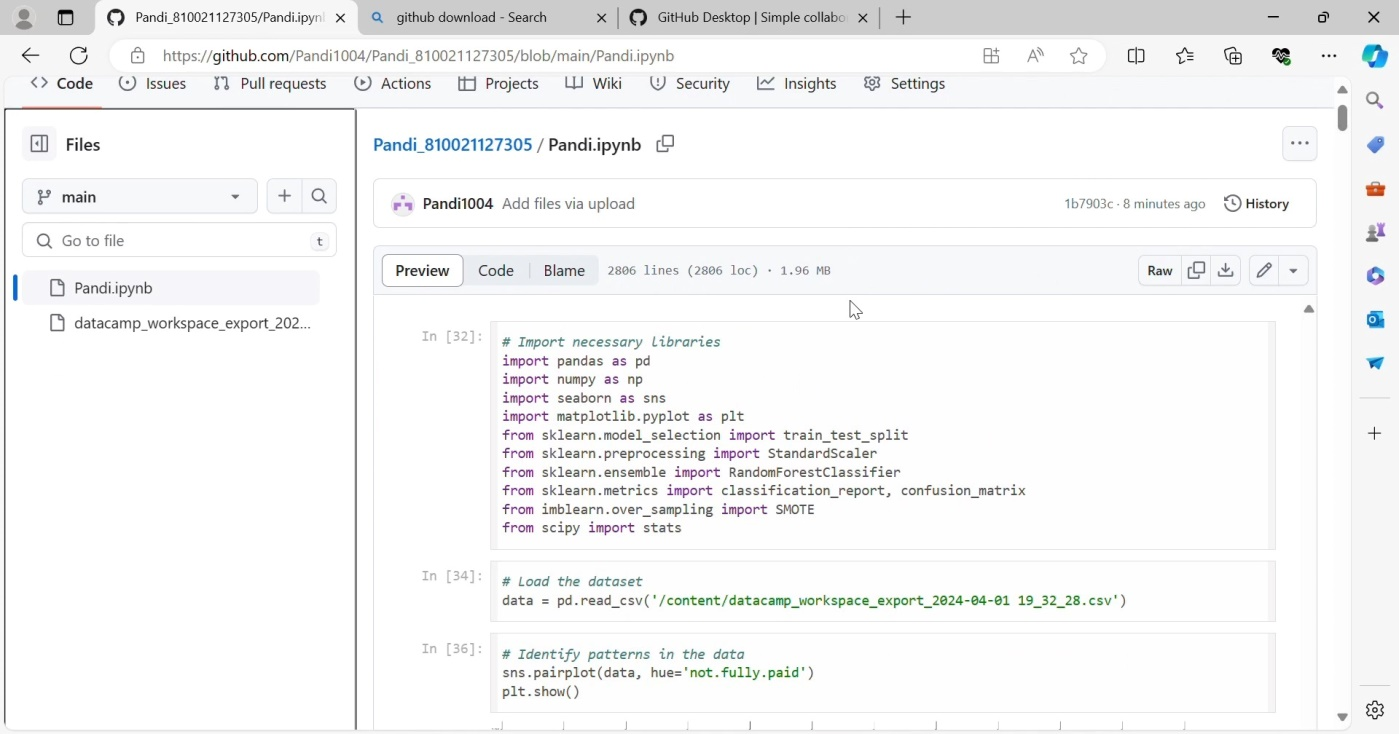 Pandi_810021127305/Pandi.ipynl
github download - Search
GitHub Desktop | Simple collabo
https://github.com/Pandi1004/Pandi_810021127305/blob/main/Pandi.ipynb
Code Issues Pull requests Actions Projects Wiki Security Insights Settings
Files
main
Go to file t
Pandi.ipynb
datacamp_workspace_export_202...
Pandi_810021127305 / Pandi.ipynb
Pandi1004 Add files via upload 1b7903c · 8 minutes ago History
Preview Code Blame 2806 lines (2806 loc) · 1.96 MB Raw
In [32]:
# Import necessary libraries
import pandas as pd
import numpy as np
import seaborn as sns
import matplotlib.pyplot as plt
from sklearn.model_selection import train_test_split
from sklearn.preprocessing import StandardScaler
from sklearn.ensemble import RandomForestClassifier
from sklearn.metrics import classification_report, confusion_matrix
from imblearn.over_sampling import SMOTE
from scipy import stats
In [34]:
# Load the dataset
data = pd.read_csv('/content/datacamp_workspace_export_2024-04-01 19_32_28.csv')
In [36]:
# Identify patterns in the data
sns.pairplot(data, hue='not.fully.paid')
plt.show()